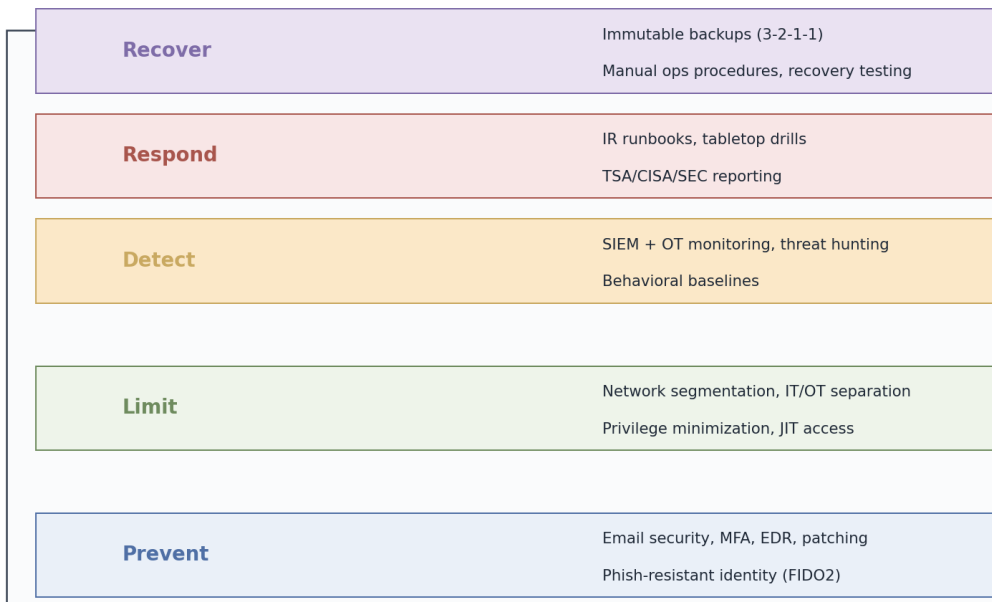 Recover
Immutable backups (3-2-1-1)
Manual ops procedures, recovery testing
Respond
IR runbooks, tabletop drills
TSA/CISA/SEC reporting
Detect
SIEM + OT monitoring, threat hunting
Behavioral baselines
Limit
Network segmentation, IT/OT separation
Privilege minimization, JIT access
Prevent
Email security, MFA, EDR, patching
Phish-resistant identity (FIDO2)